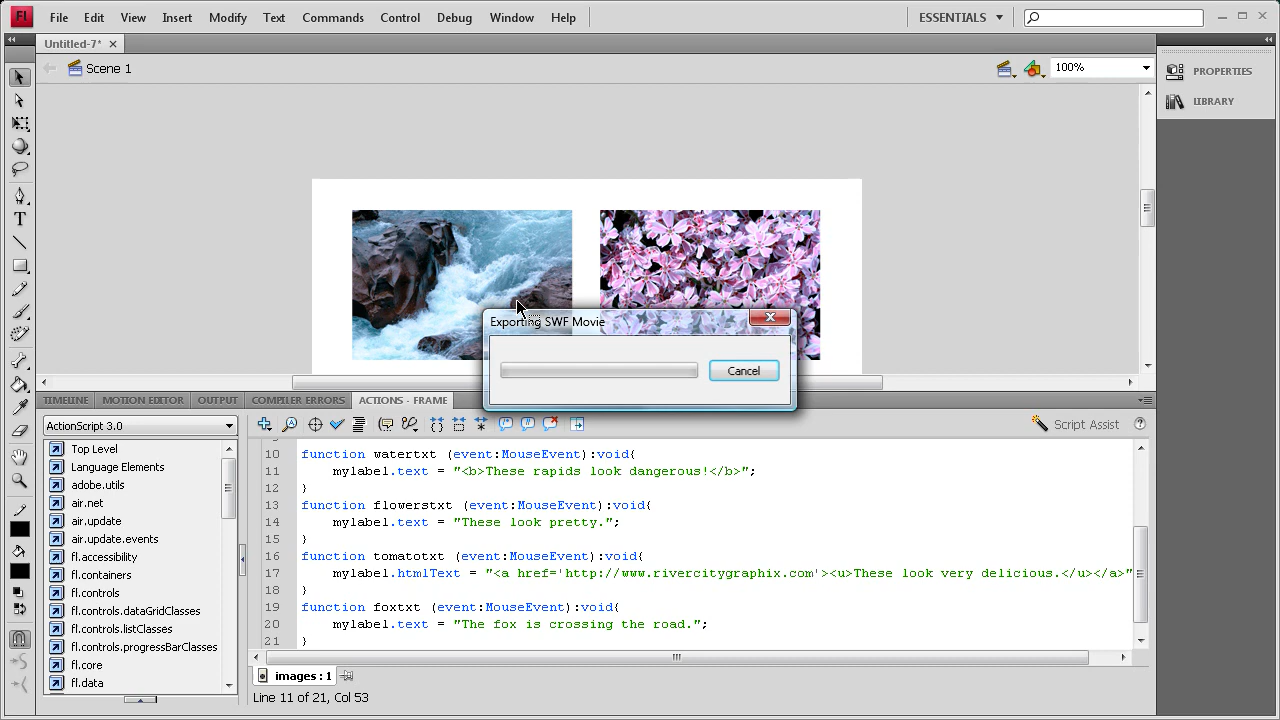 Fl File Edit View Insert Modify Text Commands Control Debug Window Help ESSENTIALS
Untitled-7*
Scene 1 100%
PROPERTIES
LIBRARY
Exporting SWF Movie
Cancel
TIMELINE MOTION EDITOR OUTPUT COMPILER ERRORS ACTIONS - FRAME
ActionScript 3.0
Script Assist
Top Level
Language Elements
adobe.utils
air.net
air.update
air.update.events
fl.accessibility
fl.containers
fl.controls
fl.controls.dataGridClasses
fl.controls.listClasses
fl.controls.progressBarClasses
fl.core
fl.data
10 function watertxt (event:MouseEvent):void{
11 mylabel.text = "<b>These rapids look dangerous!</b>";
12 }
13 function flowerstxt (event:MouseEvent):void{
14 mylabel.text = "These look pretty.";
15 }
16 function tomatotxt (event:MouseEvent):void{
17 mylabel.htmlText = "<a href='http://www.rivercitygraphix.com'><u>These look very delicious.</u></a>"
18 }
19 function foxtxt (event:MouseEvent):void{
20 mylabel.text = "The fox is crossing the road.";
21 }
images : 1
Line 11 of 21, Col 53